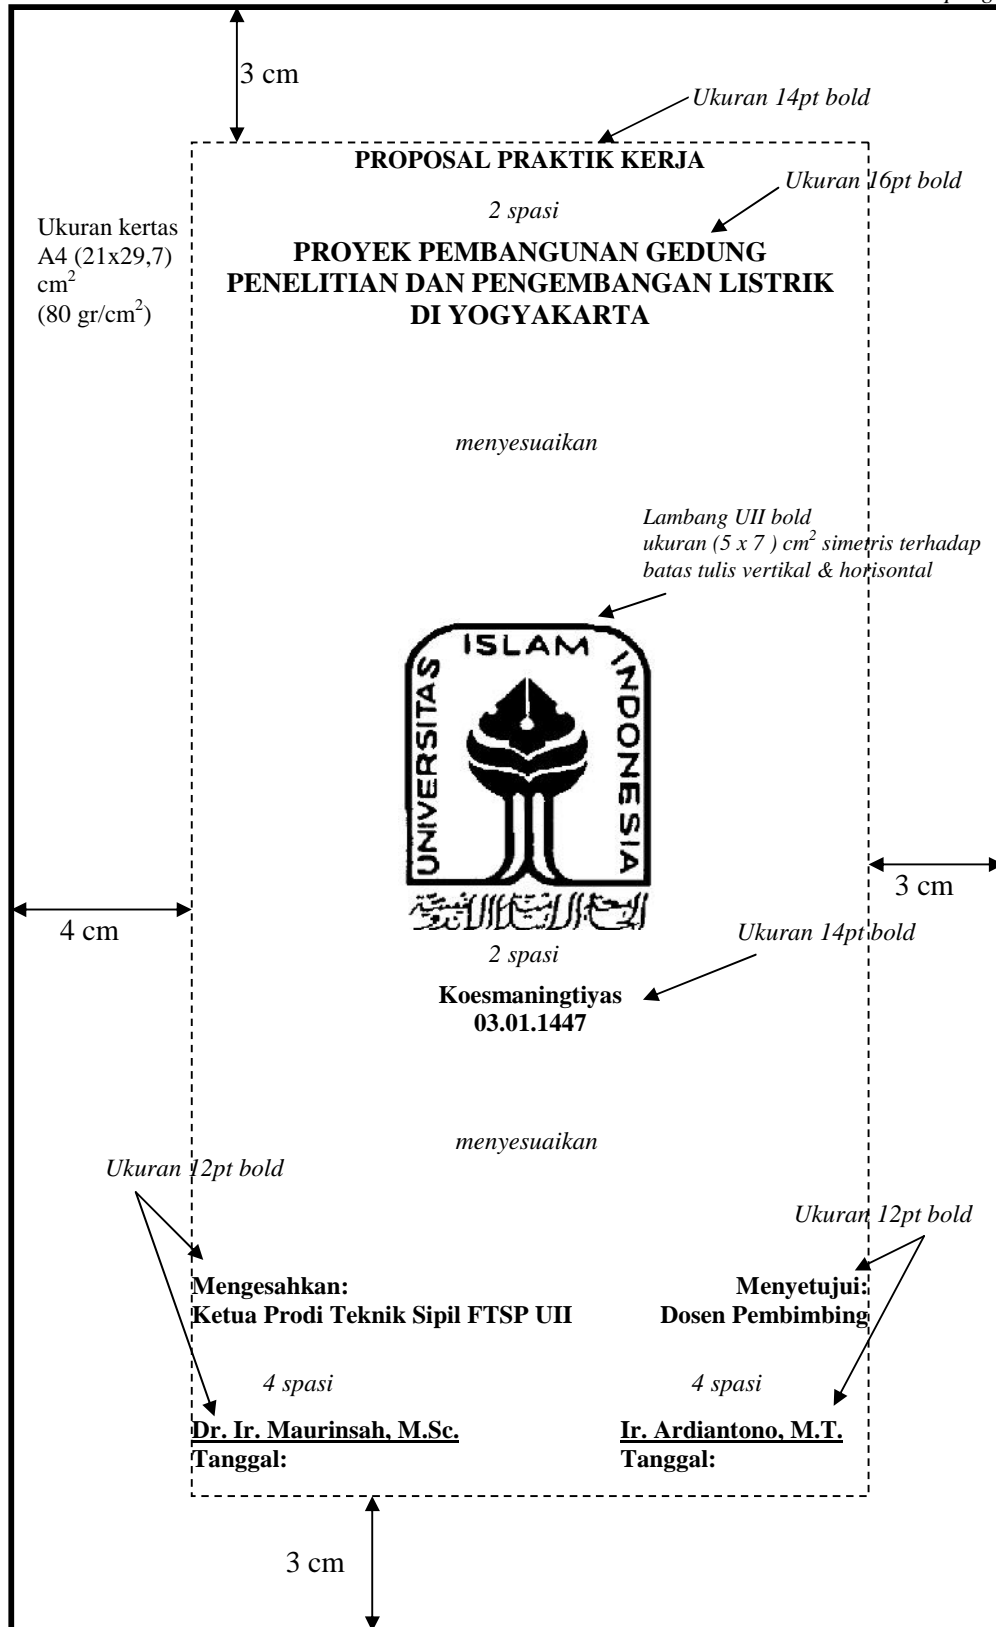 3 cm
Ukuran 14pt bold
PROPOSAL PRAKTIK KERJA
Ukuran 16pt bold
2 spasi
Ukuran kertas
A4 (21x29,7)
cm²
(80 gr/cm²)
PROYEK PEMBANGUNAN GEDUNG
PENELITIAN DAN PENGEMBANGAN LISTRIK
DI YOGYAKARTA
menyesuaikan
Lambang UII bold
ukuran (5 x 7 ) cm² simetris terhadap
batas tulis vertikal & horisontal
UNIVERSITAS ISLAM INDONESIA
3 cm
4 cm
Ukuran 14pt bold
2 spasi
Koesmaningtiyas
03.01.1447
menyesuaikan
Ukuran 12pt bold
Ukuran 12pt bold
Mengesahkan: Menyetujui:
Ketua Prodi Teknik Sipil FTSP UII Dosen Pembimbing
4 spasi 4 spasi
Dr. Ir. Maurinsah, M.Sc. Ir. Ardiantono, M.T.
Tanggal: Tanggal:
3 cm